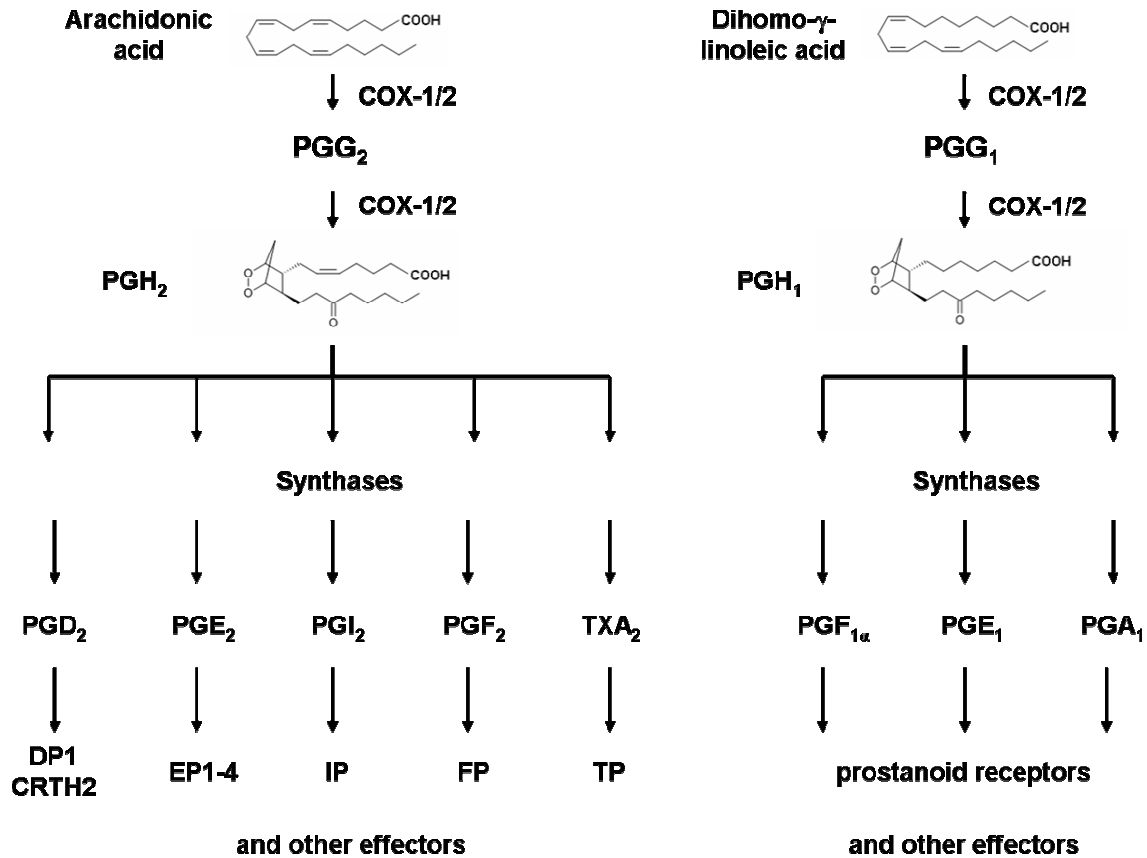 Arachidonic
acid
COOH
COX-1/2
PGG₂
COX-1/2
PGH₂
O
O
COOH
O
Synthases
PGD₂
PGE₂
PGI₂
PGF₂
TXA₂
DP1
CRTH2
EP1-4
IP
FP
TP
and other effectors
Dihomo-γ-
linoleic acid
COOH
COX-1/2
PGG₁
COX-1/2
PGH₁
O
O
COOH
O
Synthases
PGF₁α
PGE₁
PGA₁
prostanoid receptors
and other effectors